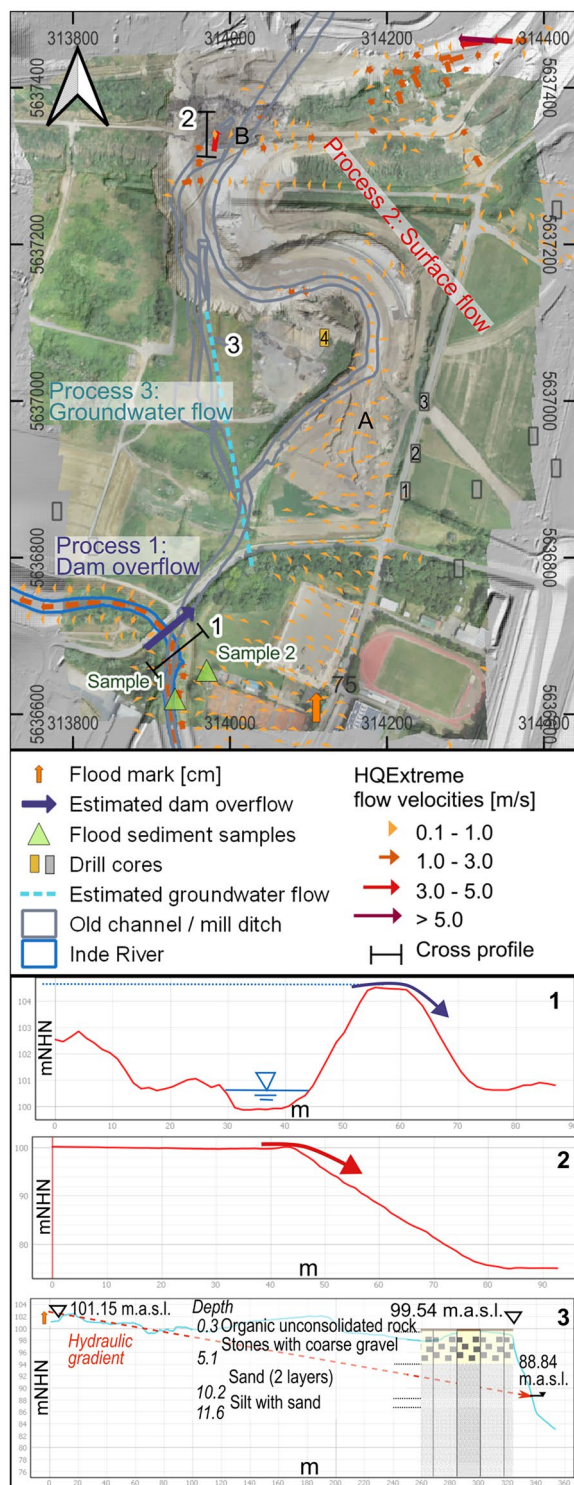 313800
314000
314200
314400
5637400
5637400
2
B
Process 2: Surface flow
5637200
5637200
4
3
Process 3:
Groundwater flow
5637000
5637000
3
A
2
1
5636800
5636800
Process 1:
Dam overflow
1
Sample 1
Sample 2
75
5636600
5636600
313800
314000
314200
314400
Flood mark [cm]
Estimated dam overflow
Flood sediment samples
Drill cores
Estimated groundwater flow
Old channel / mill ditch
Inde River
HQExtreme
flow velocities [m/s]
0.1 - 1.0
1.0 - 3.0
3.0 - 5.0
> 5.0
Cross profile
1
mNHN
104
103
102
101
100
m
0 10 20 30 40 50 60 70 80 90
2
mNHN
100
90
80
m
0 10 20 30 40 50 60 70 80 90
3
mNHN
104
102
100
98
96
94
92
90
88
86
84
82
80
78
76
101.15 m.a.s.l.
Hydraulic
gradient
Depth
0.3 Organic unconsolidated rock
Stones with coarse gravel
5.1
Sand (2 layers)
10.2
Silt with sand
11.6
99.54 m.a.s.l.
88.84
m.a.s.l.
m
0 20 40 60 80 100 120 140 160 180 200 220 240 260 280 300 320 340 360